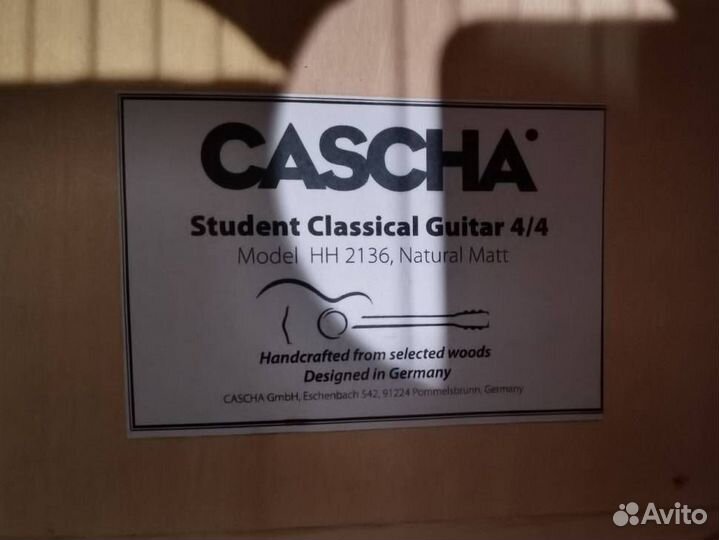 CASCHA
Student Classical Guitar 4/4
Model HH 2136, Natural Matt
Handcrafted from selected woods
Designed in Germany
CASCHA GmbH, Eschenbach 542, 91224 Pommelsbrunn, Germany
Avito